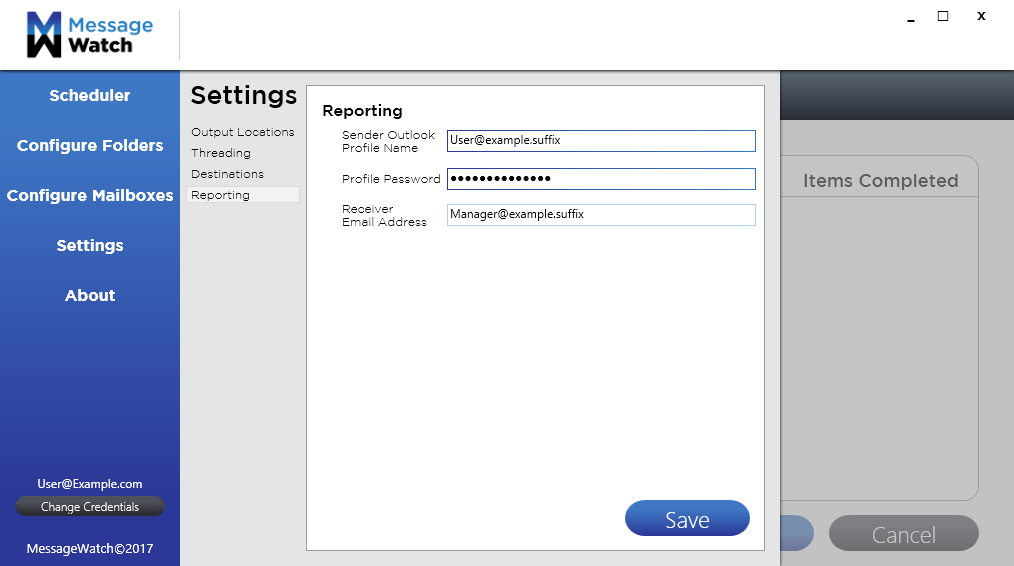 Message
Watch
x
Scheduler
Configure Folders
Configure Mailboxes
Settings
About
User@Example.com
Change Credentials
MessageWatch©2017
Settings
Output Locations
Threading
Destinations
Reporting
Reporting
Sender Outlook
Profile Name
User@example.suffix
Profile Password
••••••••••••••
Receiver
Email Address
Manager@example.suffix
Save
Items Completed
Cancel